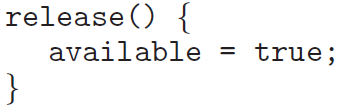 release() {
   available = true;
}